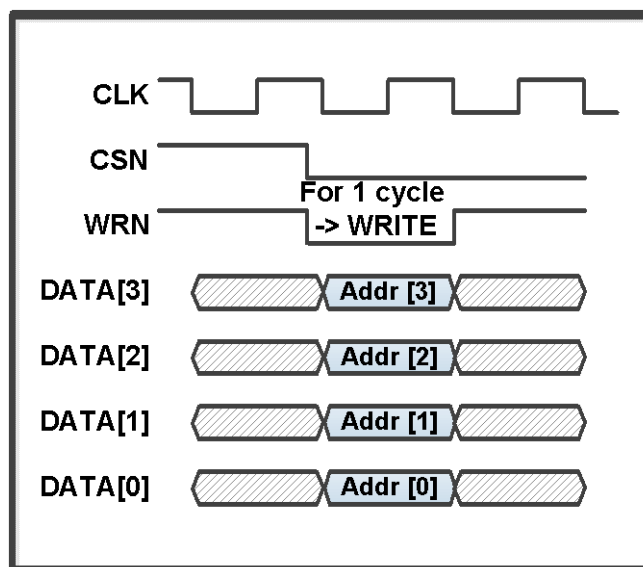 CLK
CSN
For 1 cycle
WRN -> WRITE
DATA[3] Addr [3]
DATA[2] Addr [2]
DATA[1] Addr [1]
DATA[0] Addr [0]